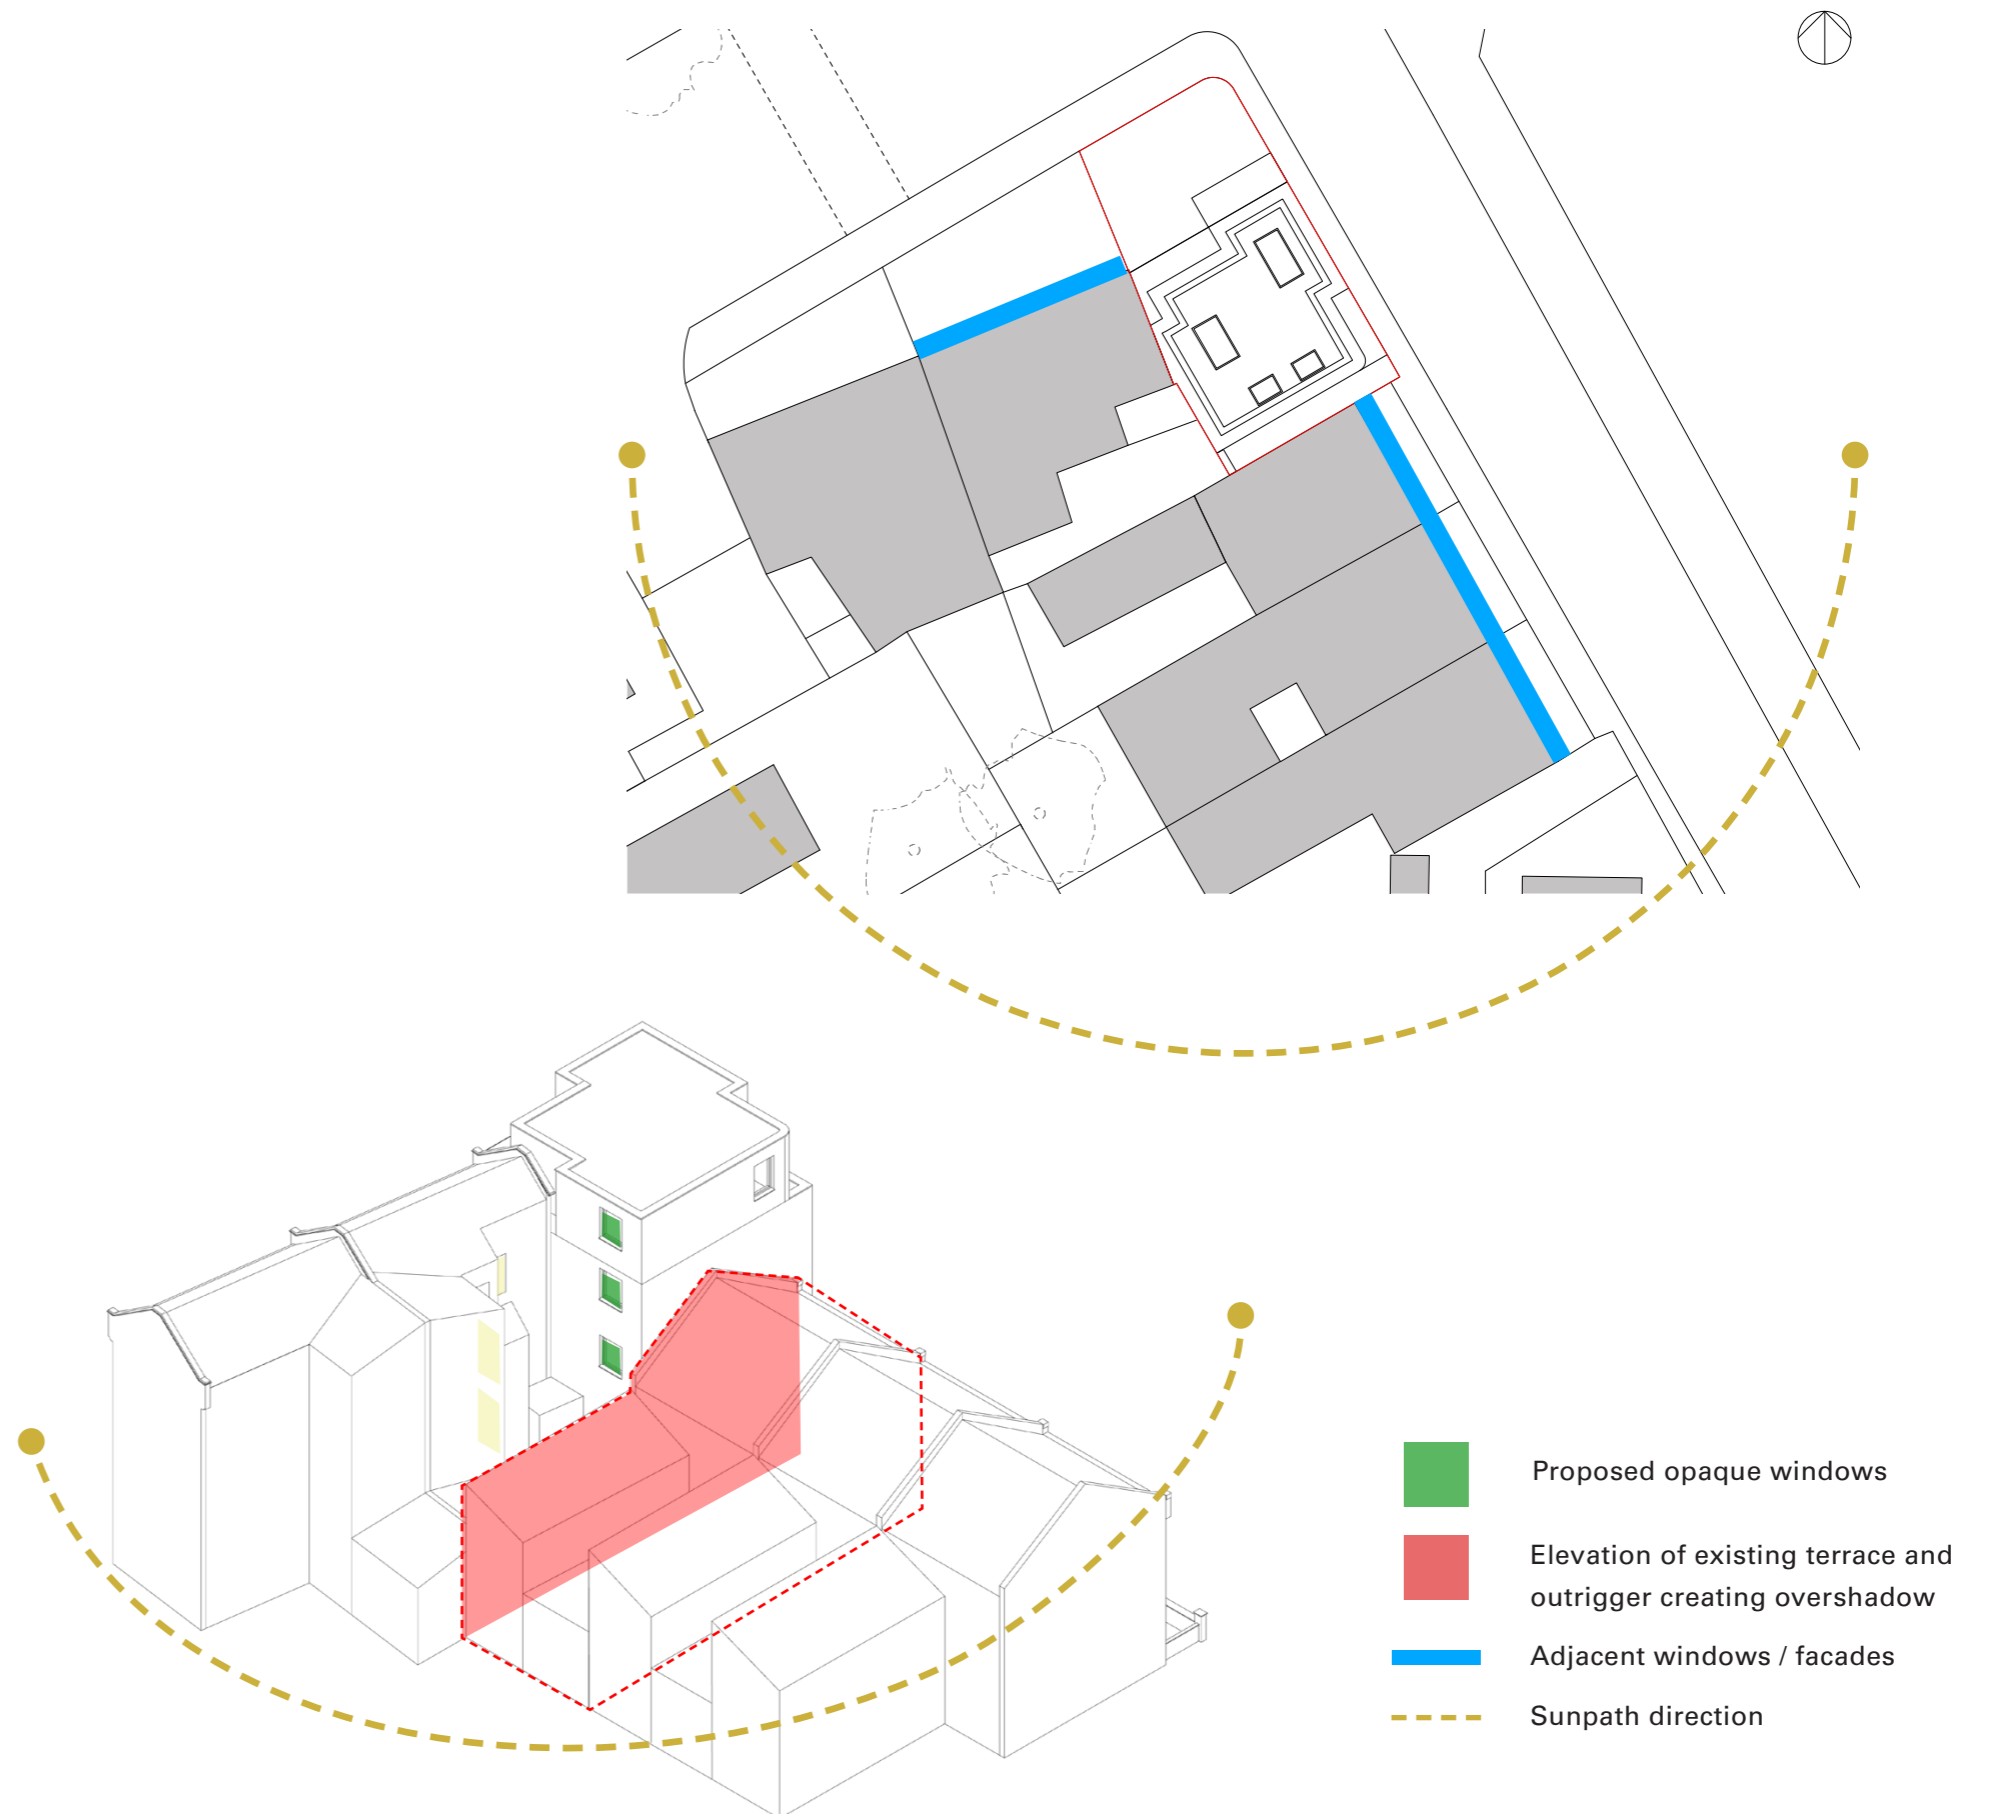 Proposed opaque windows
Elevation of existing terrace and
outrigger creating overshadow
Adjacent windows / facades
Sunpath direction